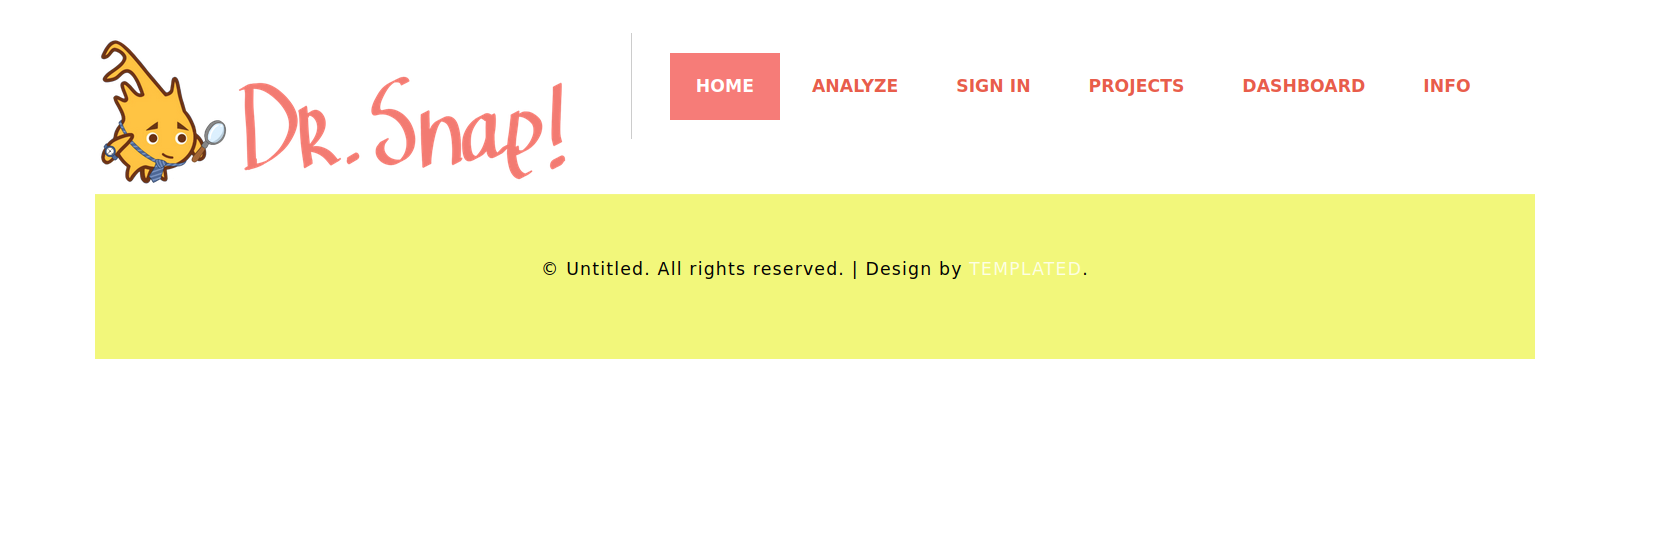 Dr. Snap!
HOME ANALYZE SIGN IN PROJECTS DASHBOARD INFO
© Untitled. All rights reserved. | Design by TEMPLATED.